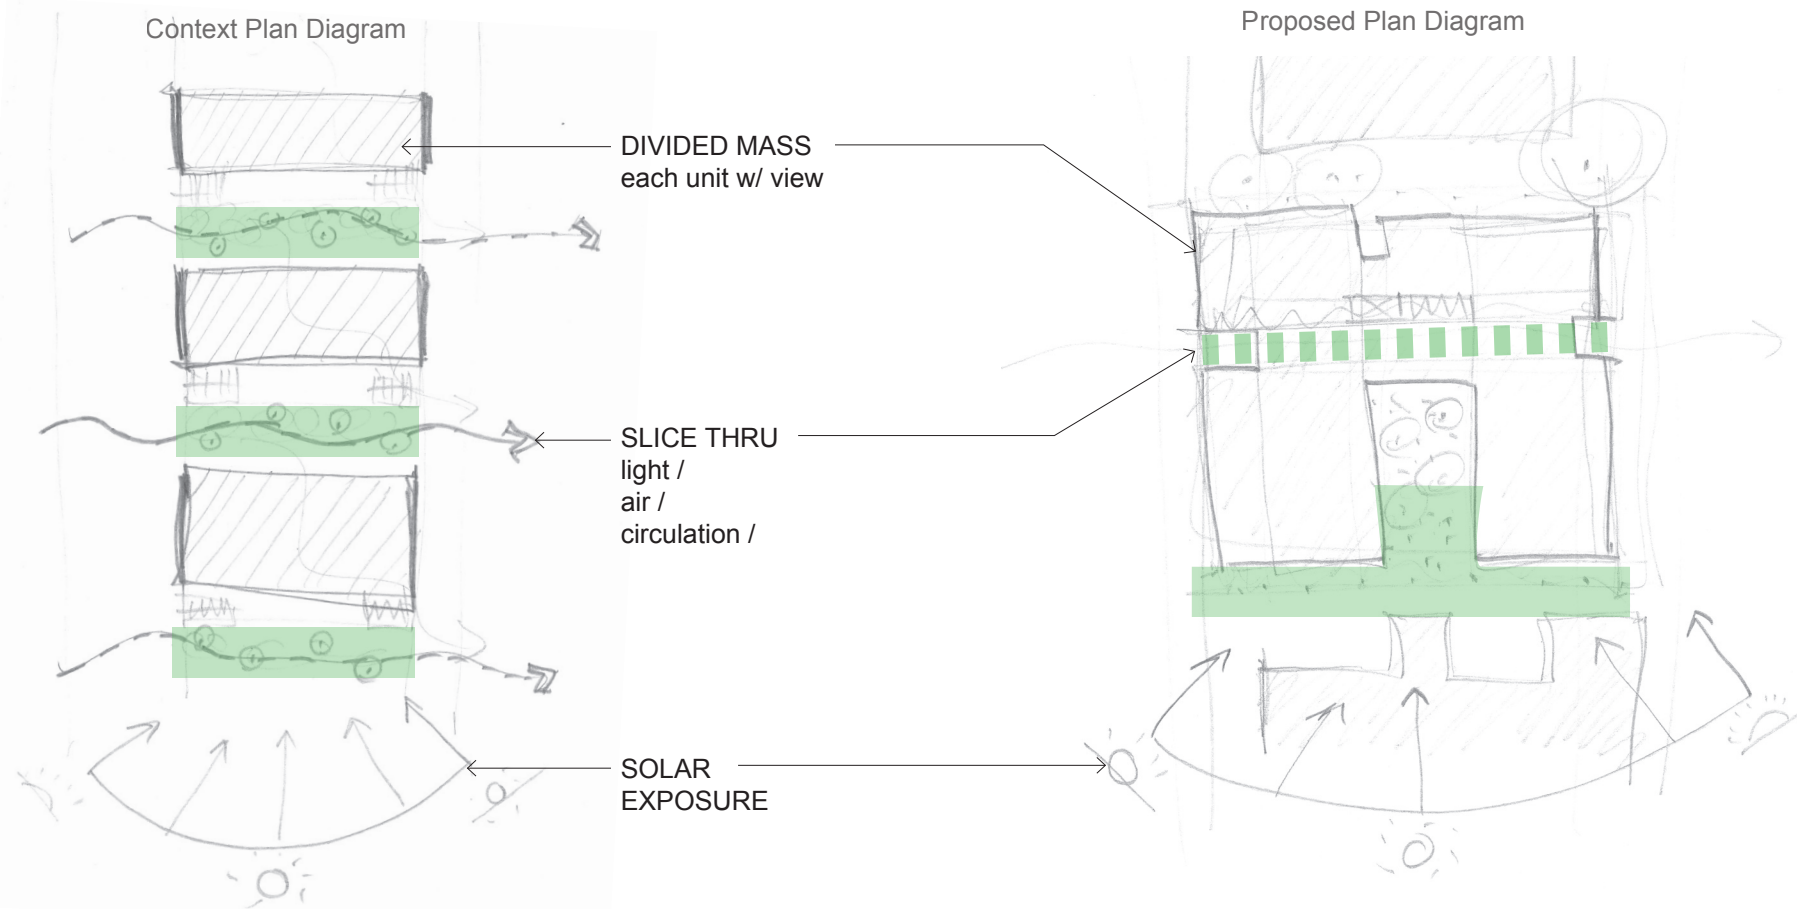 Context Plan Diagram
Proposed Plan Diagram
DIVIDED MASS
each unit w/ view
SLICE THRU
light /
air /
circulation /
SOLAR
EXPOSURE